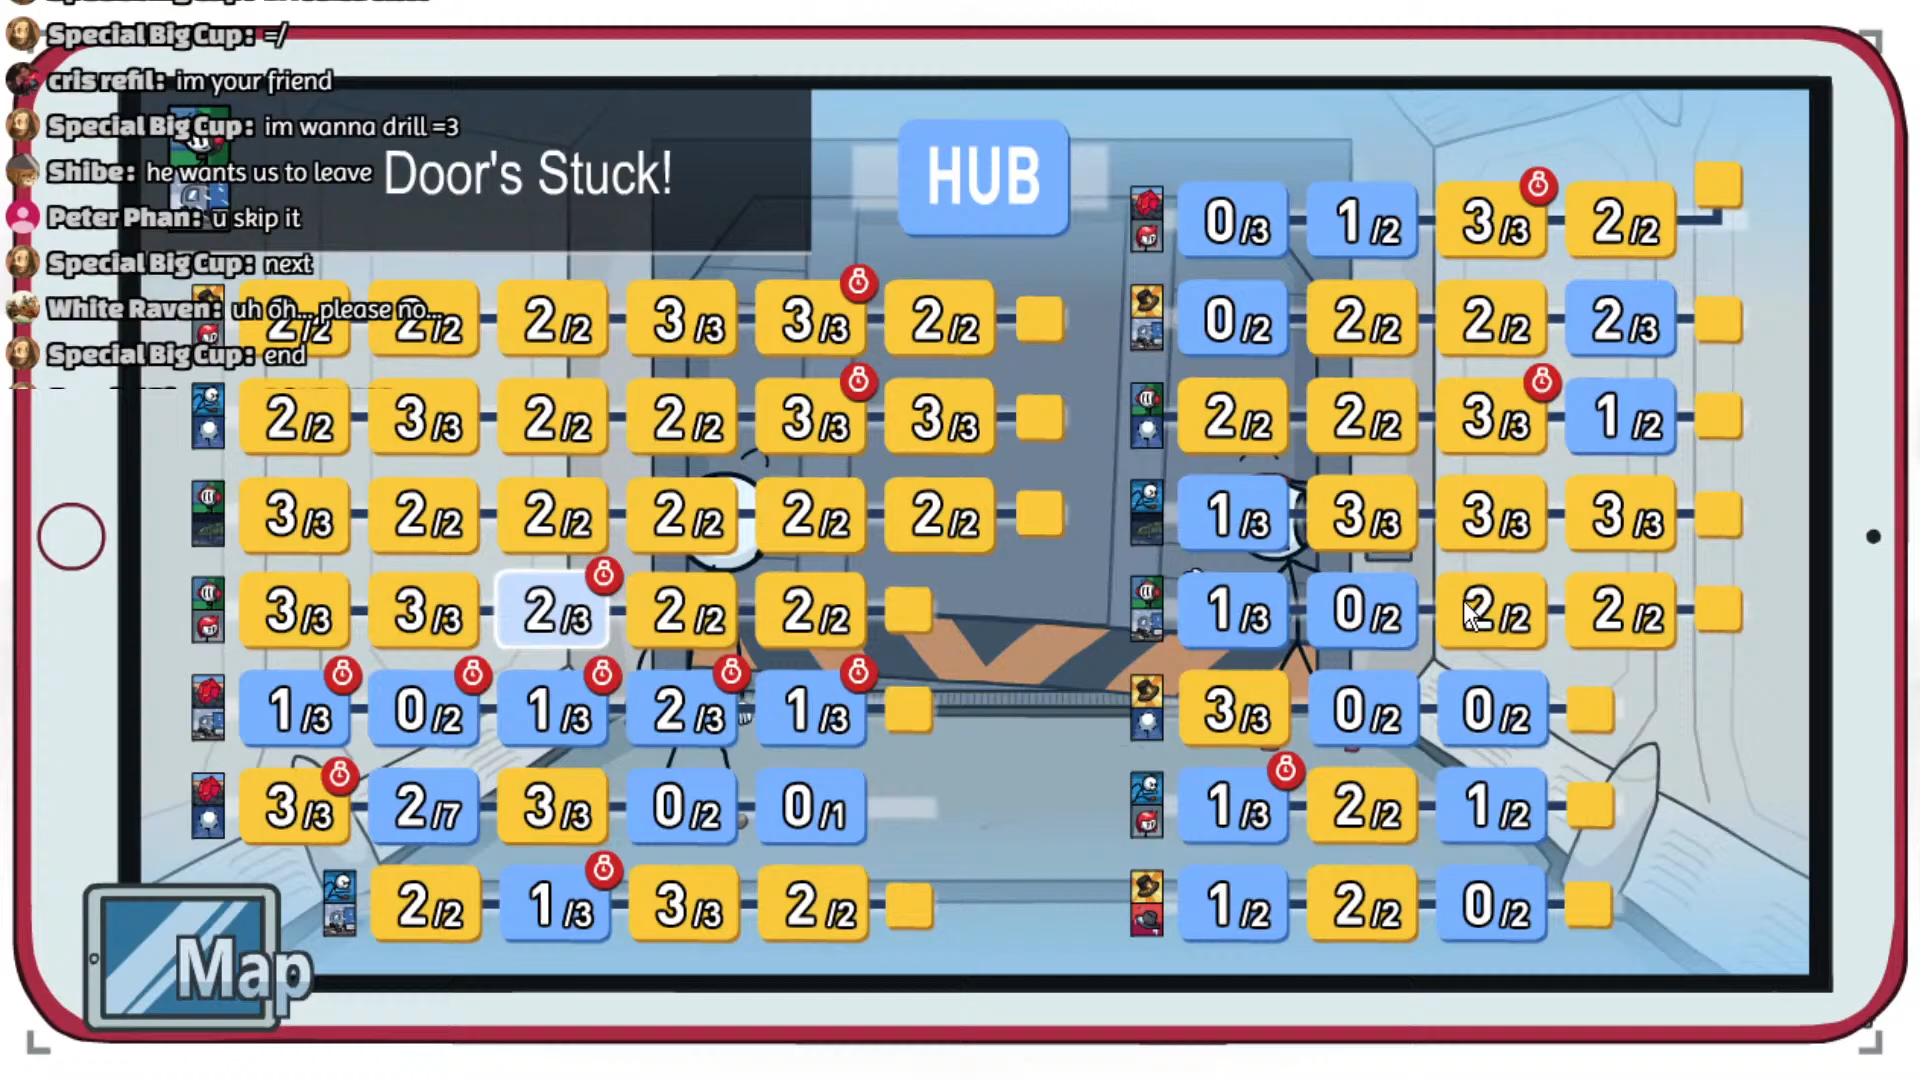 Special Big Cup: =/
cris refil: im your friend
Special Big Cup: im wanna drill =3
Shibe: he wants us to leave
Peter Phan: u skip it
Special Big Cup: next
White Raven: uh oh... please no...
Special Big Cup: end
Door's Stuck!
HUB
2/2 2/2 2/2 3/3 3/3 2/2
2/2 3/3 2/2 2/2 3/3 3/3
3/3 2/2 2/2 2/2 2/2 2/2
3/3 3/3 2/3 2/2 2/2
1/3 0/2 1/3 2/3 1/3
3/3 2/7 3/3 0/2 0/1
2/2 1/3 3/3 2/2
0/3 1/2 3/3 2/2
0/2 2/2 2/2 2/3
2/2 2/2 3/3 1/2
1/3 3/3 3/3 3/3
1/3 0/2 2/2 2/2
3/3 0/2 0/2
1/3 2/2 1/2
1/2 2/2 0/2
Map